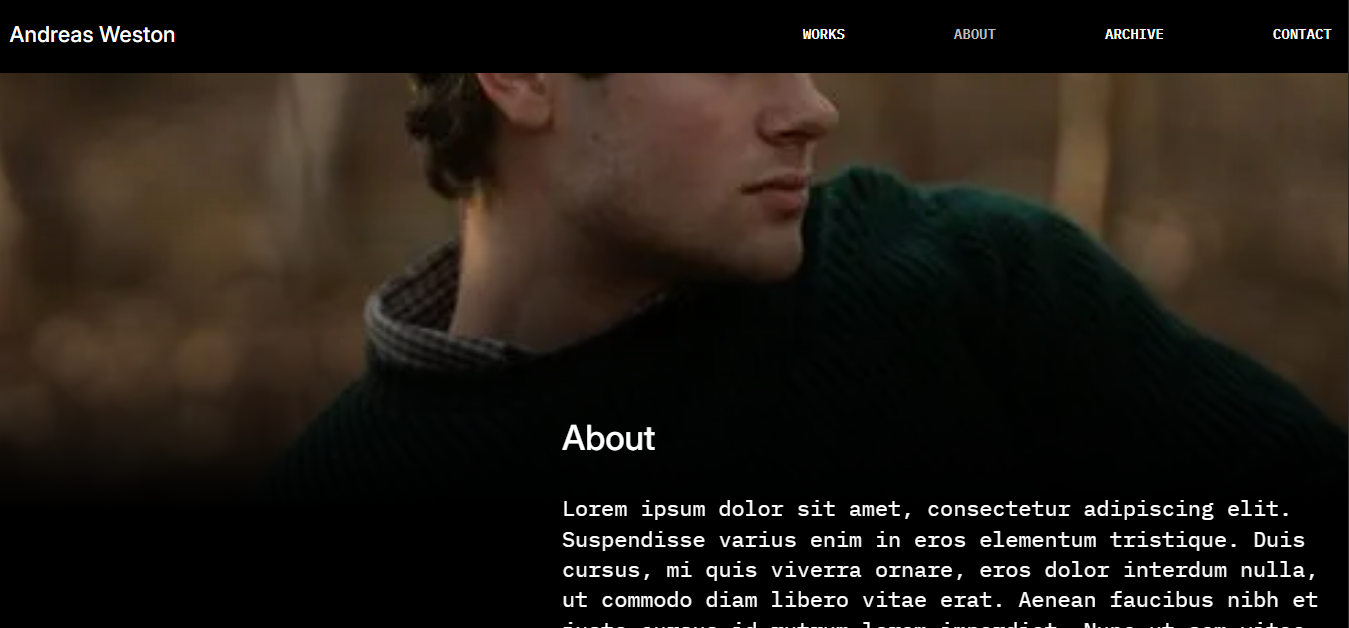 Andreas Weston
WORKS ABOUT ARCHIVE CONTACT
About
Lorem ipsum dolor sit amet, consectetur adipiscing elit.
Suspendisse varius enim in eros elementum tristique. Duis
cursus, mi quis viverra ornare, eros dolor interdum nulla,
ut commodo diam libero vitae erat. Aenean faucibus nibh et